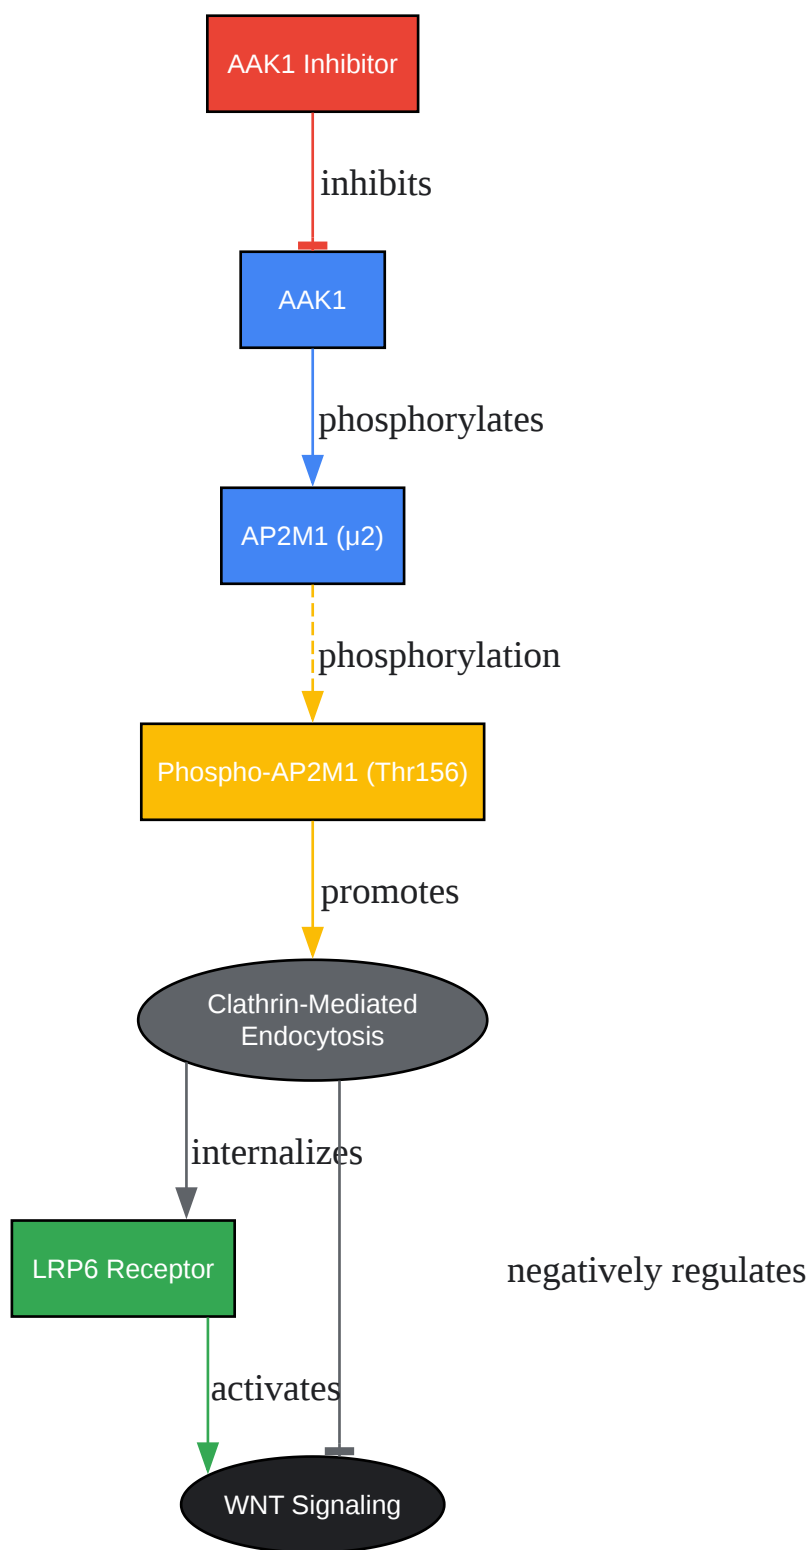 AAK1 Inhibitor
inhibits
AAK1
phosphorylates
AP2M1 (μ2)
phosphorylation
Phospho-AP2M1 (Thr156)
promotes
Clathrin-Mediated
Endocytosis
internalizes
LRP6 Receptor
negatively regulates
activates
WNT Signaling